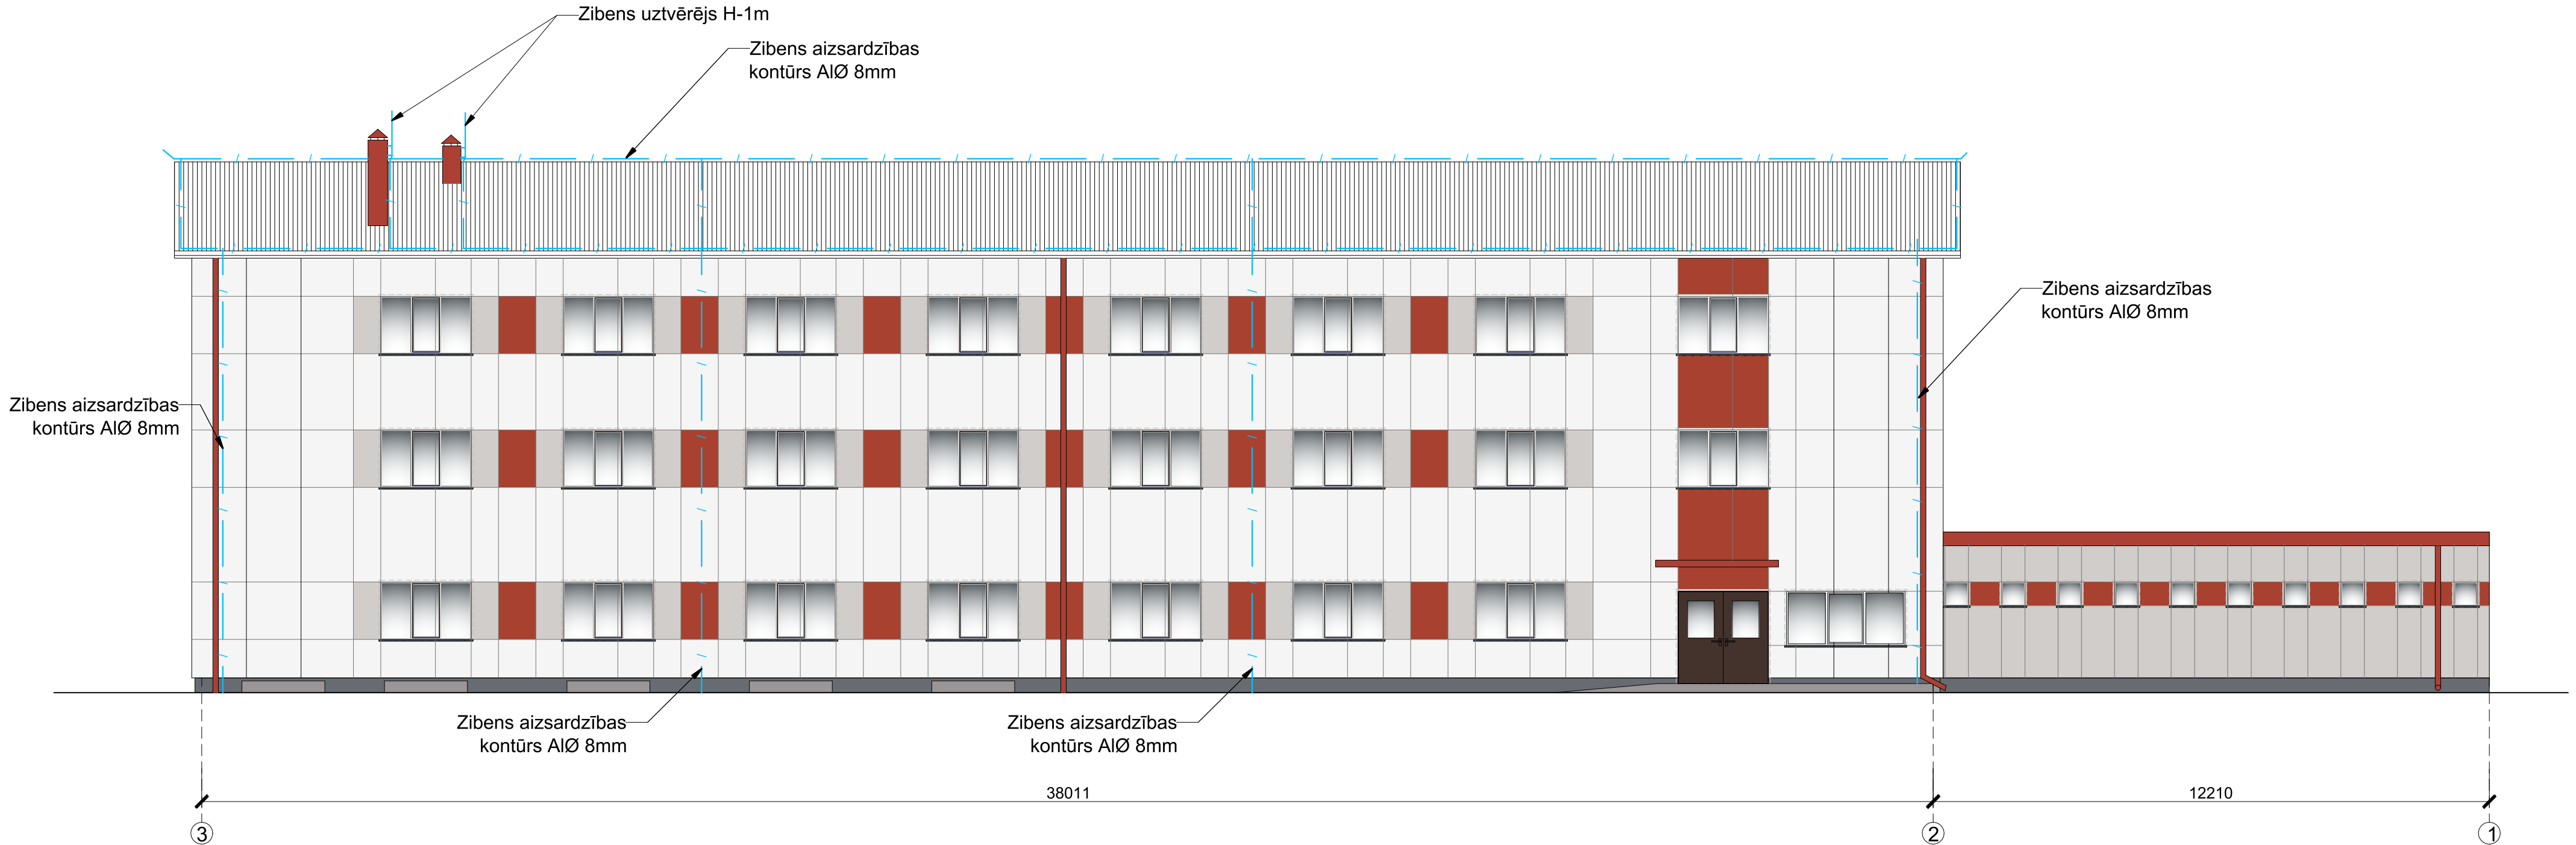 Zibens uztvērējs H-1m
Zibens aizsardzības
kontūrs AlØ 8mm
Zibens aizsardzības
kontūrs AlØ 8mm
Zibens aizsardzības
kontūrs AlØ 8mm
Zibens aizsardzības
kontūrs AlØ 8mm
Zibens aizsardzības
kontūrs AlØ 8mm
38011
12210
3
2
1